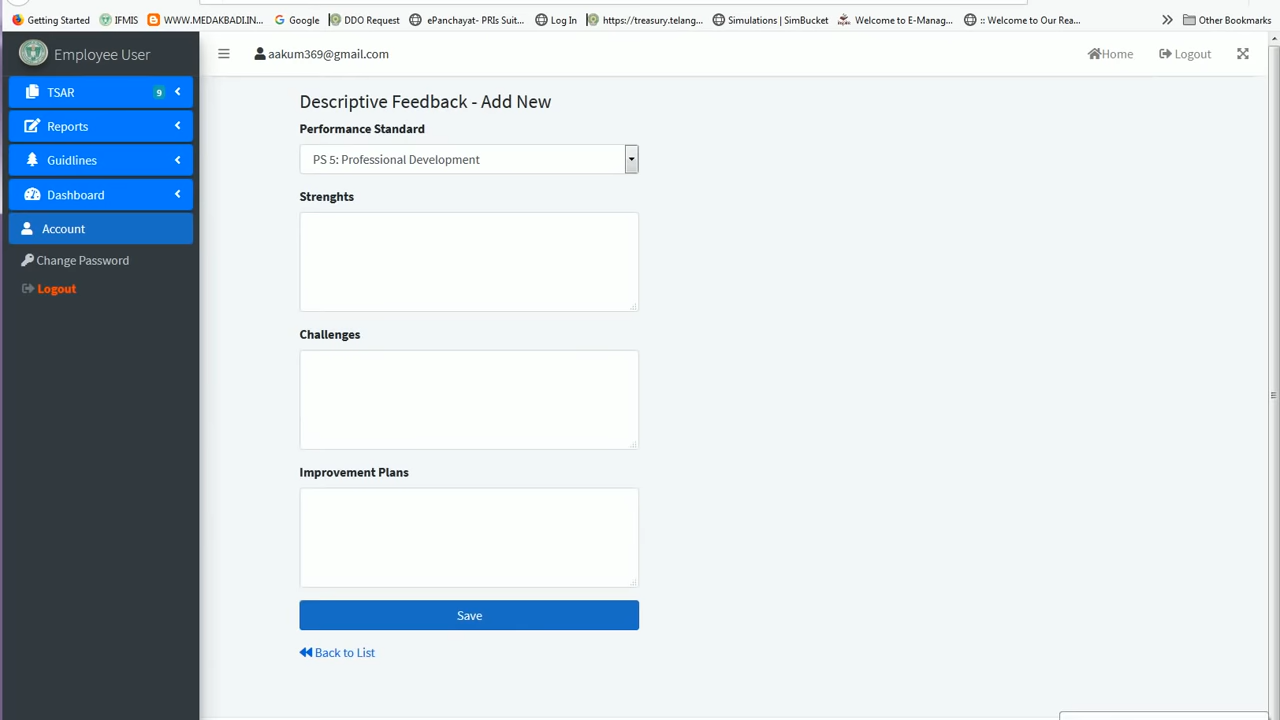 Getting Started IFMIS WWW.MEDAKBADI.IN... Google DDO Request ePanchayat- PRIs Suit... Log In https://treasury.telang... Simulations | SimBucket Welcome to E-Manag... :: Welcome to Our Rea... Other Bookmarks
Employee User
aakum369@gmail.com
Home Logout
TSAR 9
Reports
Guidlines
Dashboard
Account
Change Password
Logout
Descriptive Feedback - Add New
Performance Standard
PS 5: Professional Development
Strenghts
Challenges
Improvement Plans
Save
Back to List